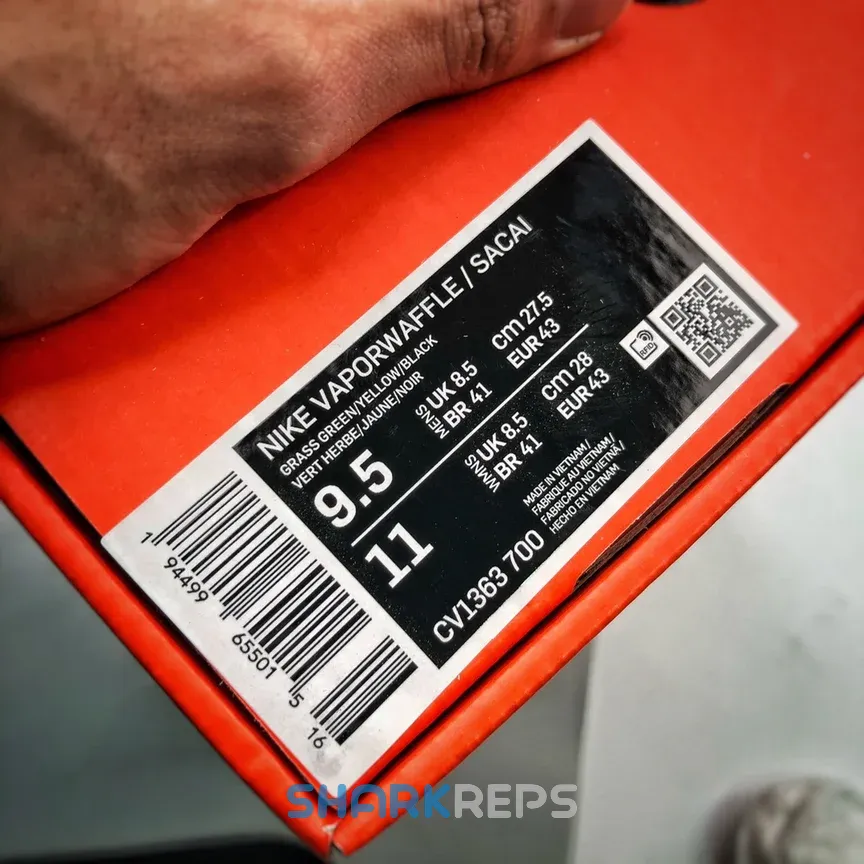 NIKE VAPORWAFFLE / SACAI
GRASS GREEN/YELLOW/BLACK
VERT HERBE/JAUNE/NOIR
9.5
MENS
UK 8.5
BR 41
cm 27.5
EUR 43
11
WMNS
UK 8.5
BR 41
cm 28
EUR 43
RFID
CV1363 700
MADE IN VIETNAM/
FABRIQUE AU VIETNAM/
FABRICADO NO VIETNÃ/
HECHO EN VIETNAM
1 94499 65501 5 16
SHARKREPS